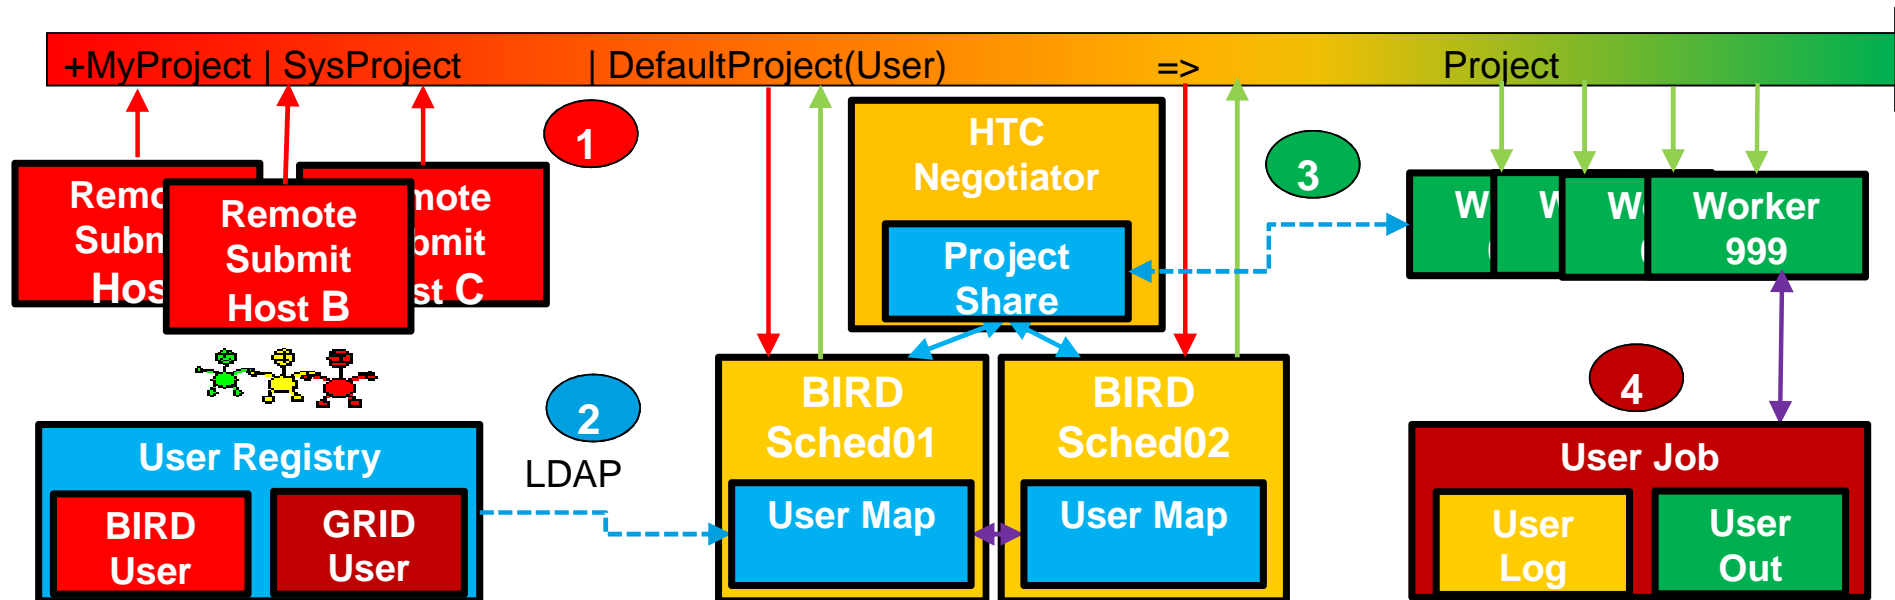 +MyProject | SysProject | DefaultProject(User) => Project
1
HTC
Negotiator
Project
Share
3
Remote
Submit
Host B
st C
Worker
999
2
LDAP
User Registry
BIRD
User
GRID
User
BIRD
Sched01
User Map
BIRD
Sched02
User Map
4
User Job
User
Log
User
Out